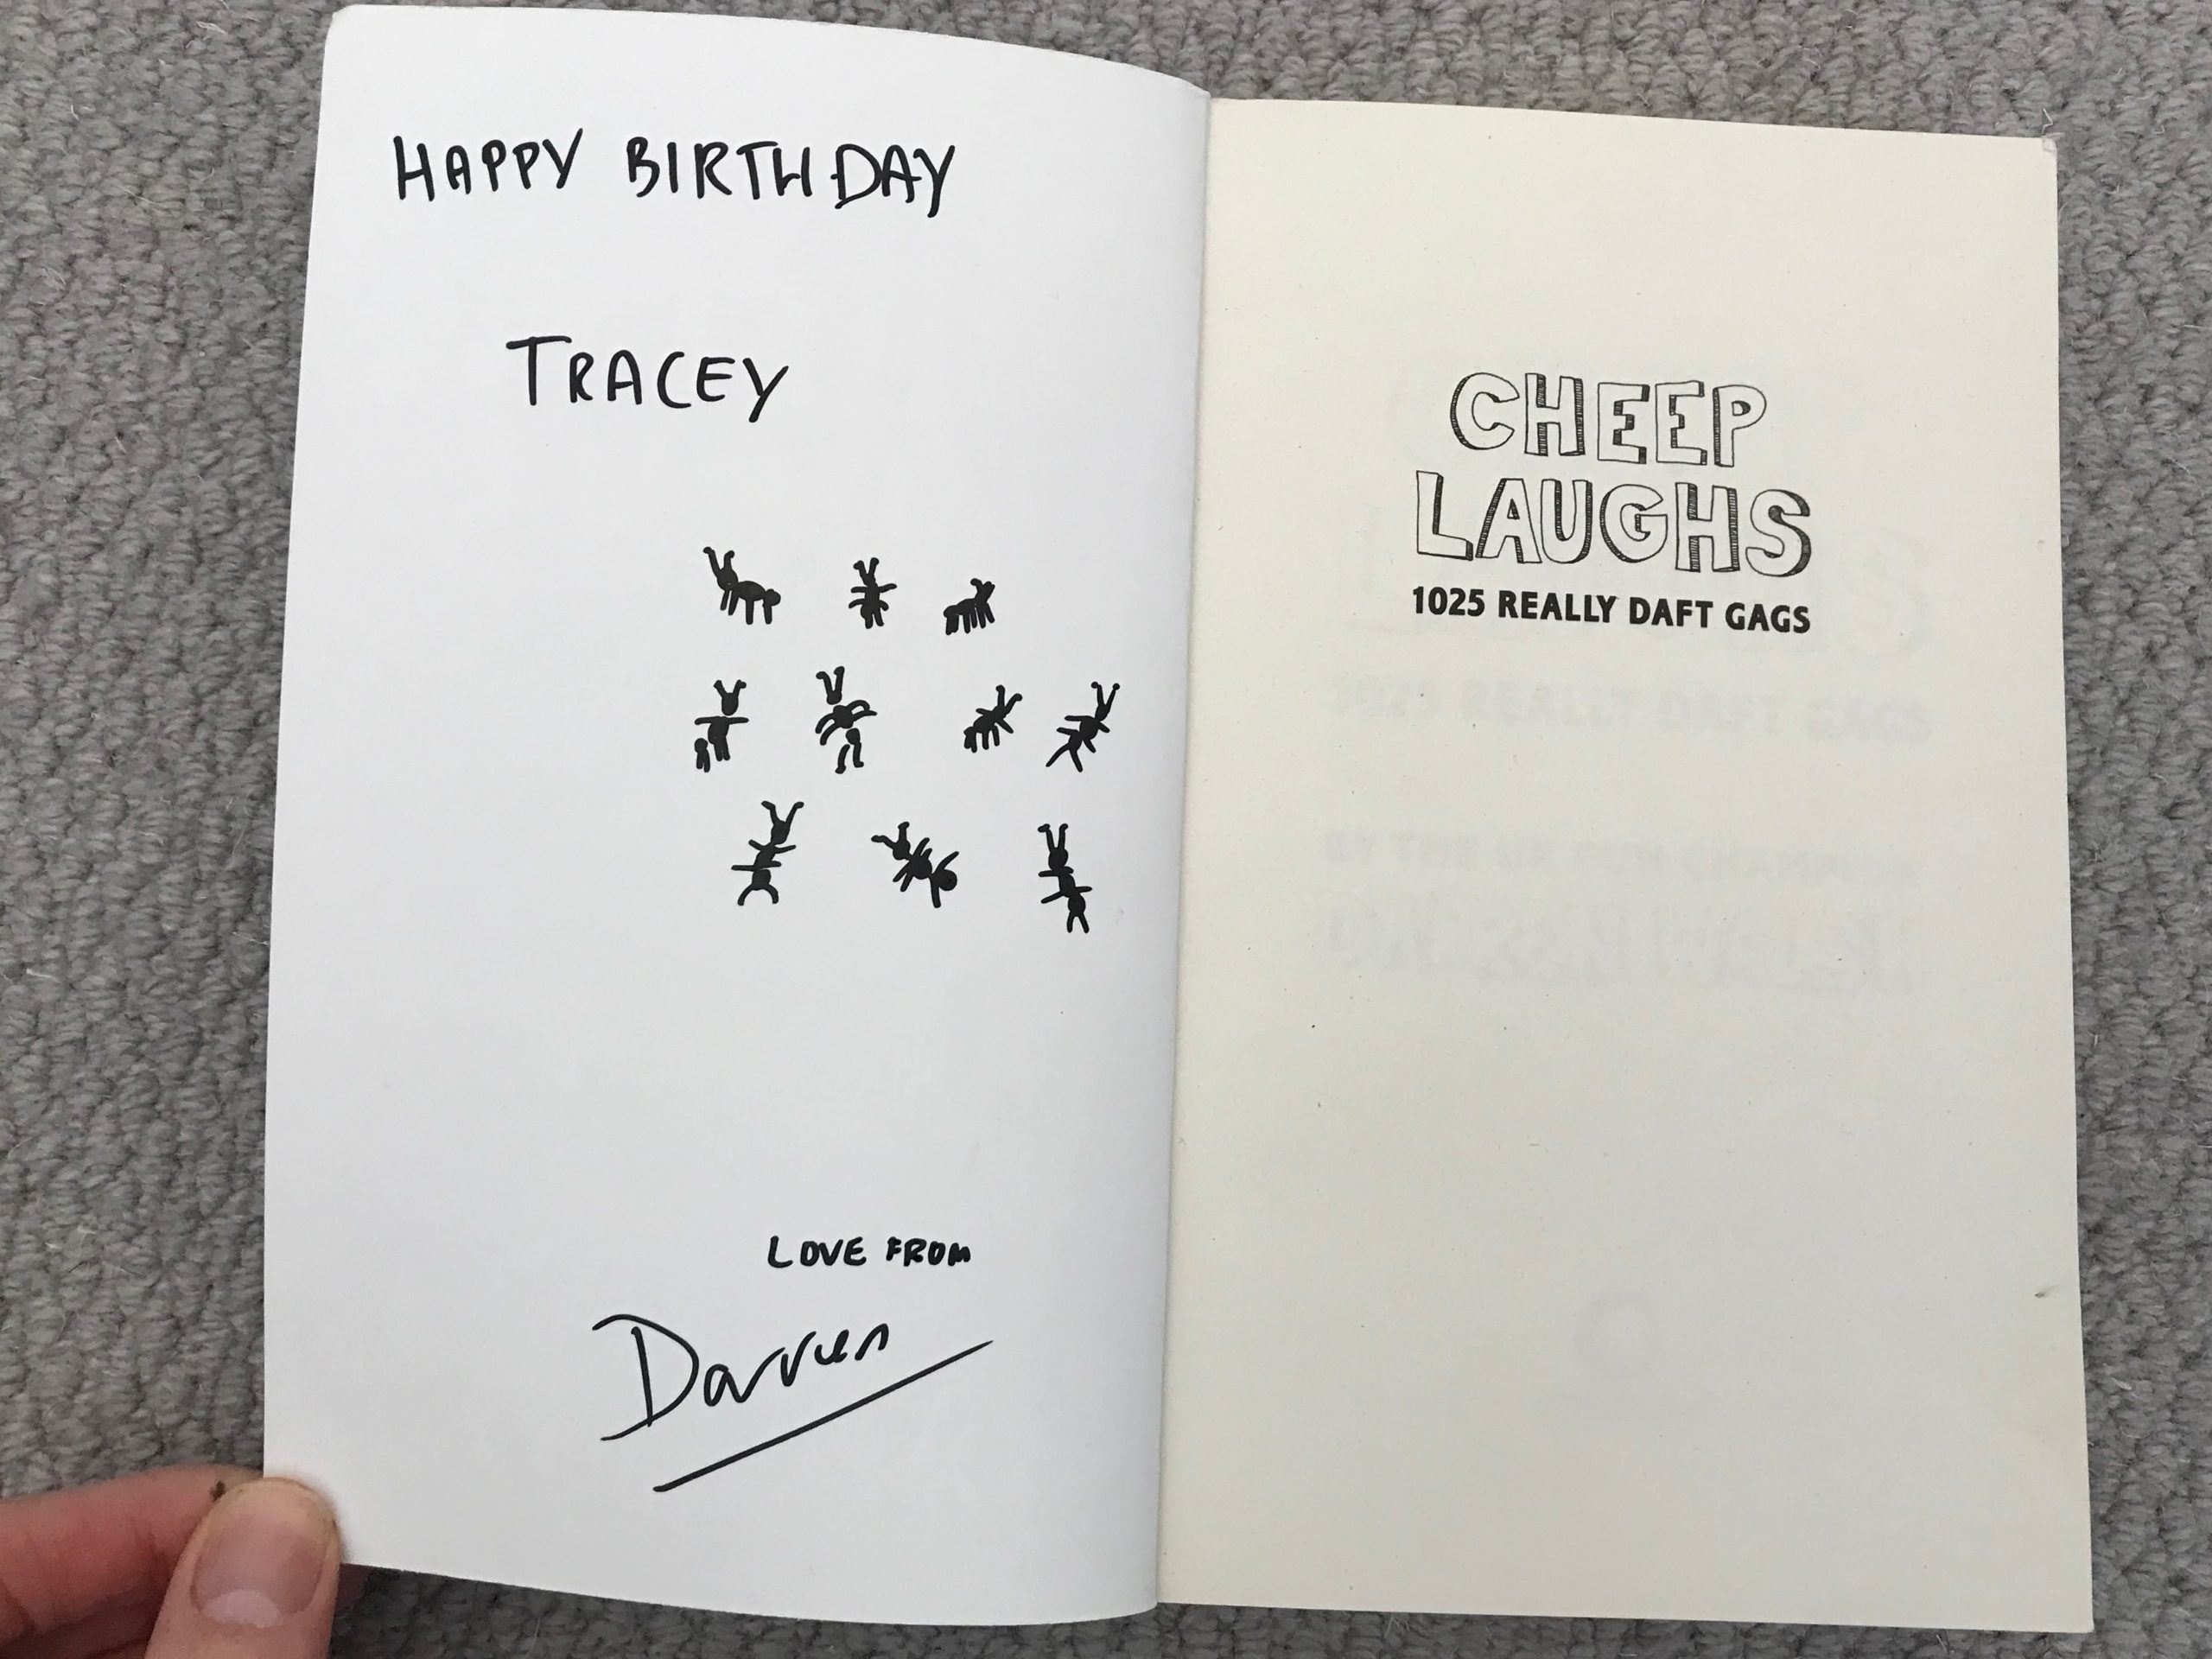 HAPPY BIRTHDAY
TRACEY
LOVE FROM
Darren
CHEEP
LAUGHS
1025 REALLY DAFT GAGS